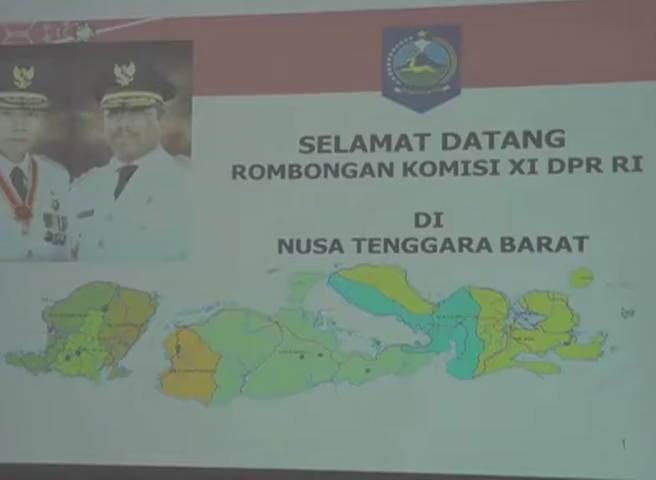 SELAMAT DATANG
ROMBONGAN KOMISI XI DPR RI
DI
NUSA TENGGARA BARAT
1